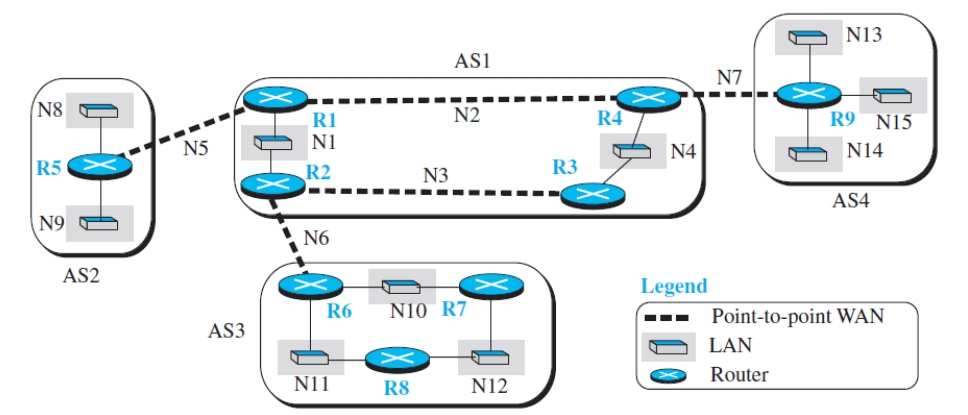 N13
AS1
N7
N8
R1
N2
R4
R9
N15
N5
N1
R5
R2
N3
R3
N4
N14
N9
AS4
N6
AS2
Legend
R6
N10
R7
Point-to-point WAN
AS3
LAN
N11
R8
N12
Router